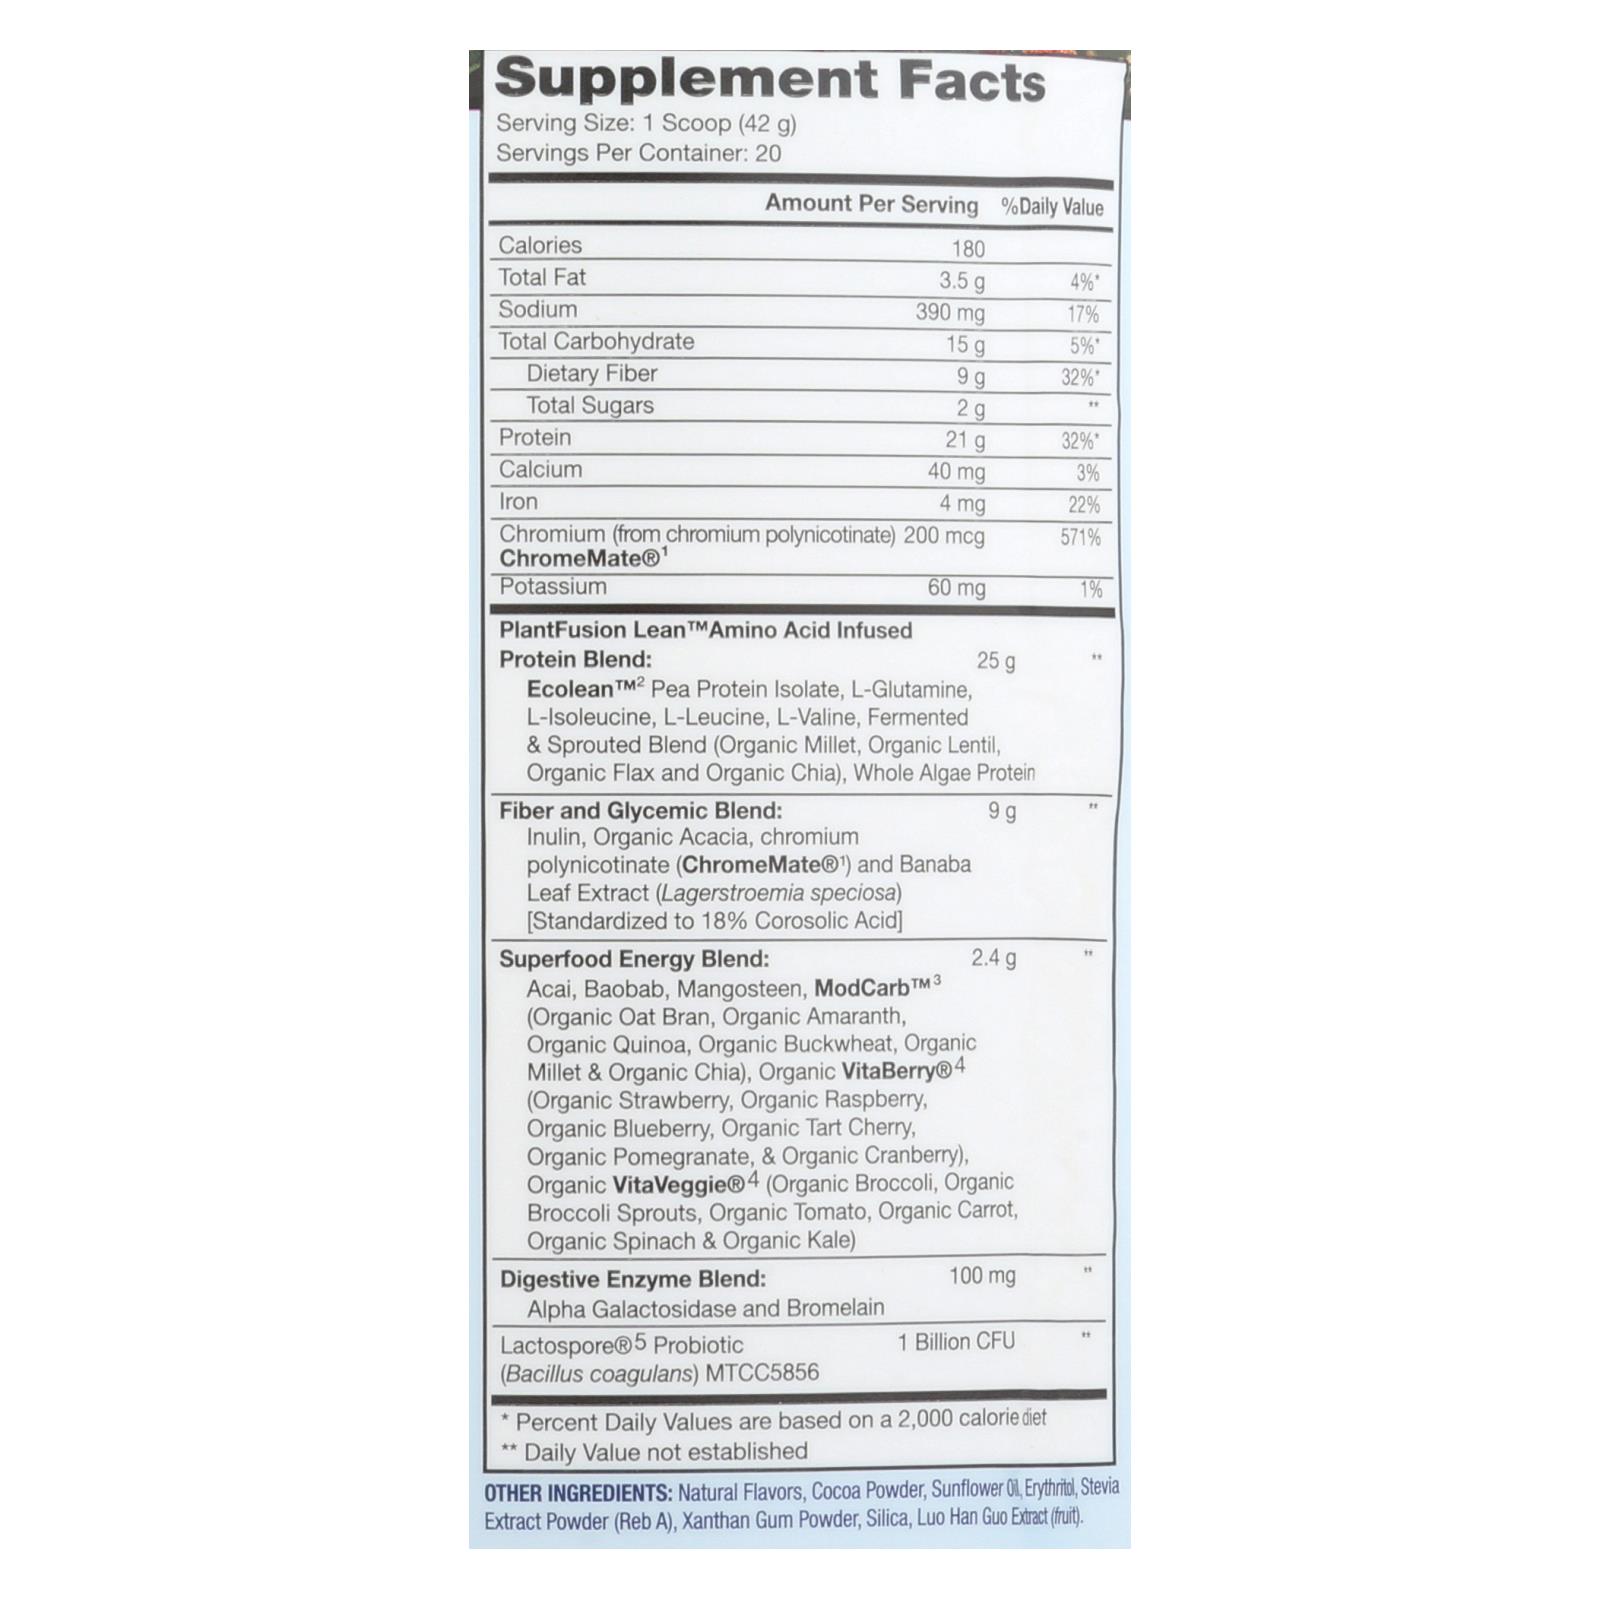 Supplement Facts
Serving Size: 1 Scoop (42 g)
Servings Per Container: 20
Amount Per Serving %Daily Value
Calories 180
Total Fat 3.5 g 4%*
Sodium 390 mg 17%
Total Carbohydrate 15 g 5%*
Dietary Fiber 9 g 32%*
Total Sugars 2 g **
Protein 21 g 32%*
Calcium 40 mg 3%
Iron 4 mg 22%
Chromium (from chromium polynicotinate) 200 mcg 571%
ChromeMate®¹
Potassium 60 mg 1%
PlantFusion Lean™Amino Acid Infused
Protein Blend: 25 g **
Ecolean™² Pea Protein Isolate, L-Glutamine,
L-Isoleucine, L-Leucine, L-Valine, Fermented
& Sprouted Blend (Organic Millet, Organic Lentil,
Organic Flax and Organic Chia), Whole Algae Protein
Fiber and Glycemic Blend: 9 g **
Inulin, Organic Acacia, chromium
polynicotinate (ChromeMate®¹) and Banaba
Leaf Extract (Lagerstroemia speciosa)
[Standardized to 18% Corosolic Acid]
Superfood Energy Blend: 2.4 g **
Acai, Baobab, Mangosteen, ModCarb™³
(Organic Oat Bran, Organic Amaranth,
Organic Quinoa, Organic Buckwheat, Organic
Millet & Organic Chia), Organic VitaBerry®⁴
(Organic Strawberry, Organic Raspberry,
Organic Blueberry, Organic Tart Cherry,
Organic Pomegranate, & Organic Cranberry),
Organic VitaVeggie®⁴ (Organic Broccoli, Organic
Broccoli Sprouts, Organic Tomato, Organic Carrot,
Organic Spinach & Organic Kale)
Digestive Enzyme Blend: 100 mg **
Alpha Galactosidase and Bromelain
Lactospore®⁵ Probiotic 1 Billion CFU **
(Bacillus coagulans) MTCC5856
* Percent Daily Values are based on a 2,000 calorie diet
** Daily Value not established
OTHER INGREDIENTS: Natural Flavors, Cocoa Powder, Sunflower Oil, Erythritol, Stevia
Extract Powder (Reb A), Xanthan Gum Powder, Silica, Luo Han Guo Extract (fruit).